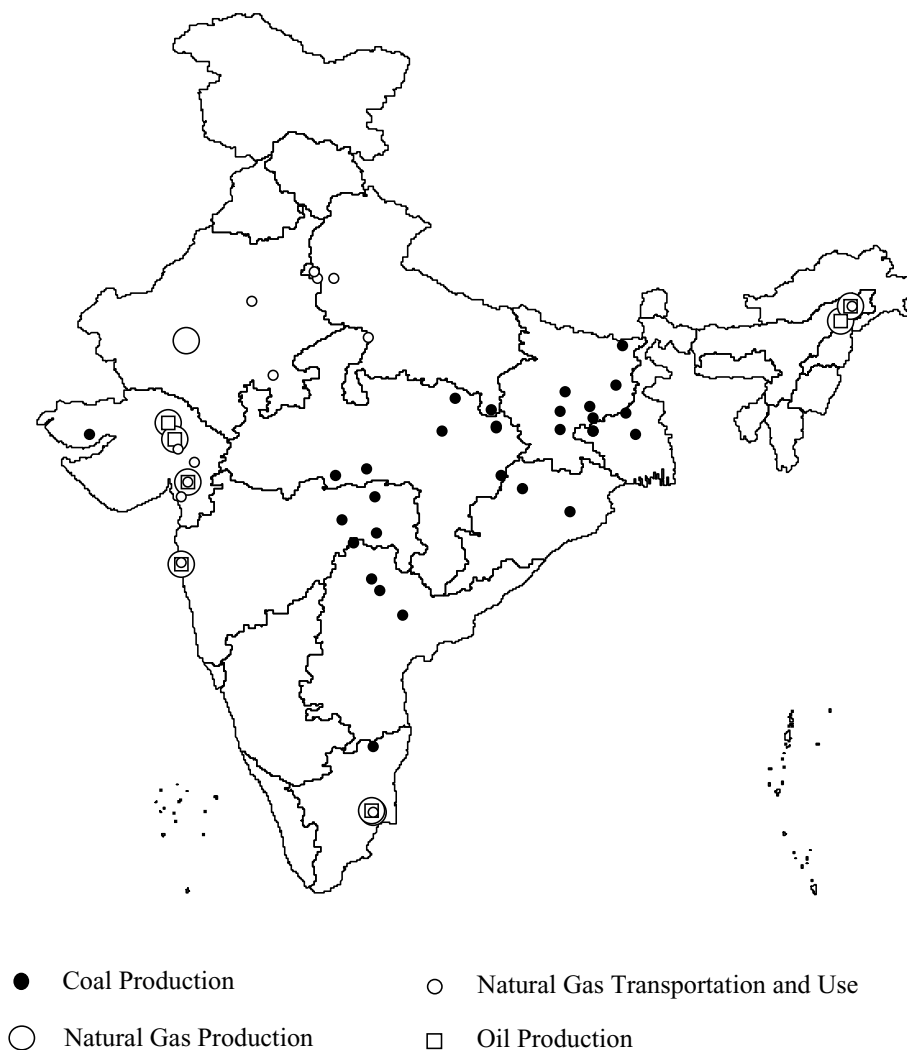 Coal Production
Natural Gas Transportation and Use
Natural Gas Production
Oil Production